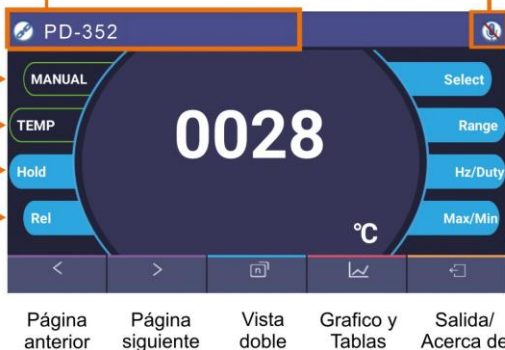 PD-352
MANUAL
Select
TEMP
Range
Hold
Hz/Duty
Rel
Max/Min
0028
°C
< >
n
Página anterior
Página siguiente
Vista doble
Grafico y Tablas
Salida/ Acerca de